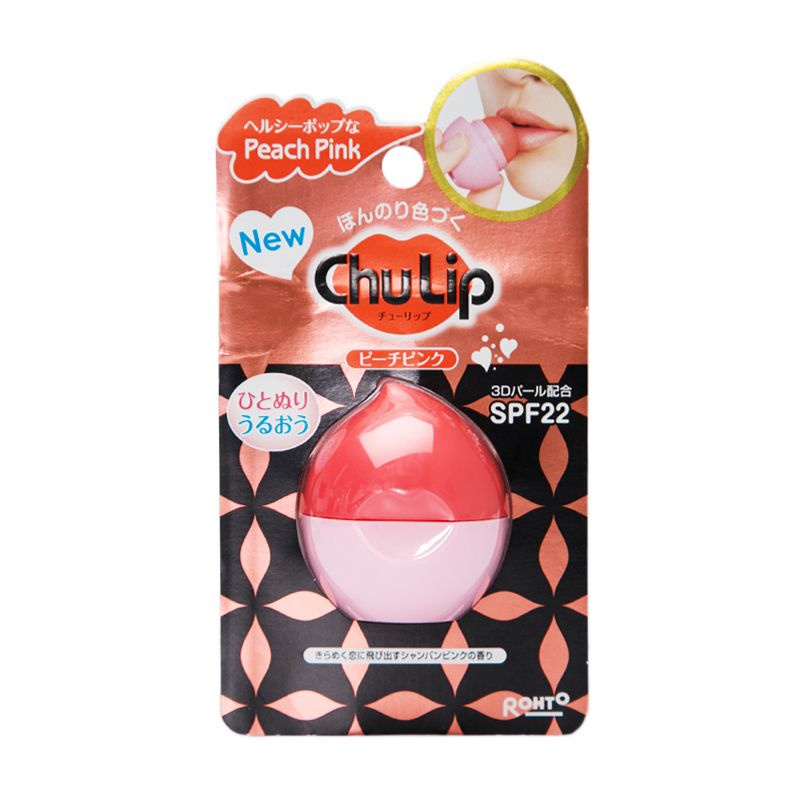 ヘルシーポップな
Peach Pink
New
ほんのり色づく
ChuLip
チューリップ
ピーチピンク
ひとぬり
うるおう
3Dパール配合
SPF22
きらめく恋に飛び出すシャンパンピンクの香り
ROHTO